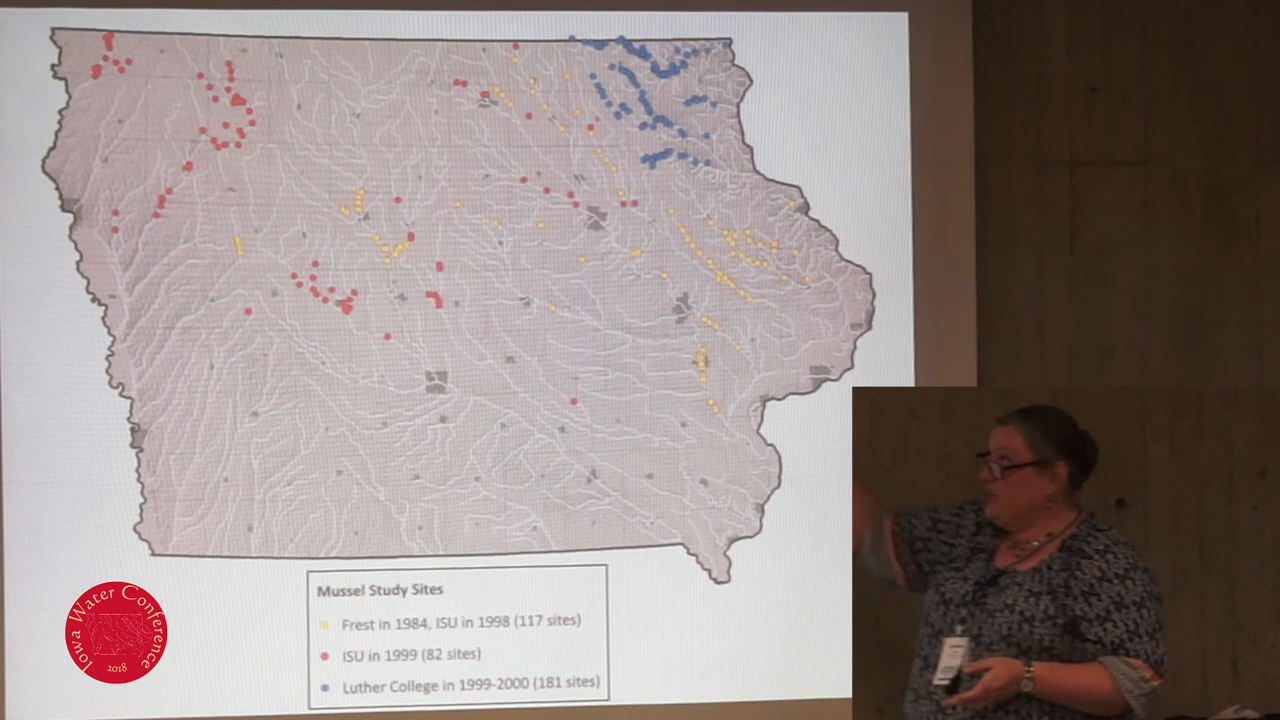 Mussel Study Sites
Frest in 1984, ISU in 1998 (117 sites)
ISU in 1999 (82 sites)
Luther College in 1999-2000 (181 sites)
Iowa Water Conference
2018